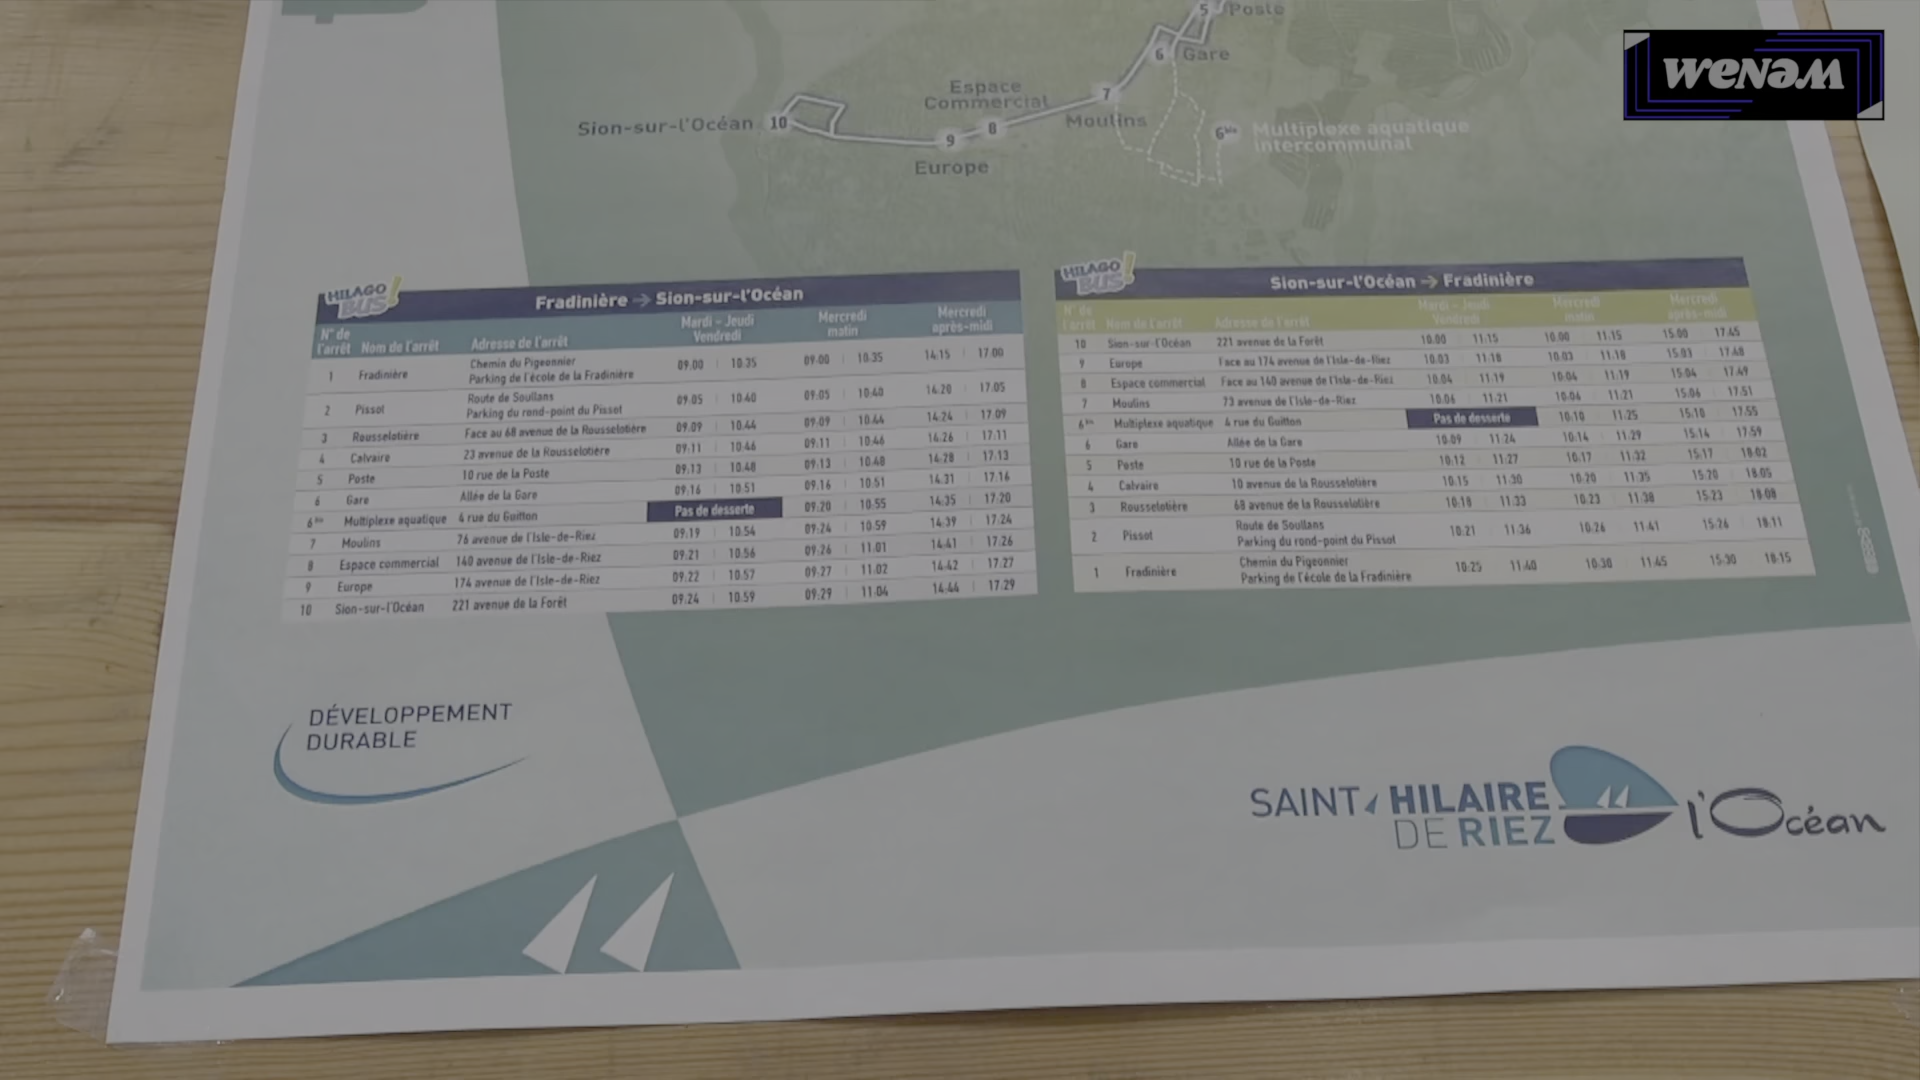 WENAM
5 Poste
6 Gare
Espace
Commercial
7
Moulins
Sion-sur-l'Océan 10
9 8
Europe
6bis Multiplexe aquatique
intercommunal
HILAGO
BUS!
Fradinière → Sion-sur-l'Océan
N° de l'arrêt Nom de l'arrêt Adresse de l'arrêt Mardi - Jeudi Vendredi Mercredi matin Mercredi après-midi
1 Fradinière Chemin du Pigeonnier Parking de l'école de la Fradinière 09:00 10:35 09:00 10:35 14:15 17:00
2 Pissot Route de Soullans Parking du rond-point du Pissot 09:05 10:40 09:05 10:40 14:20 17:05
3 Rousselotière Face au 68 avenue de la Rousselotière 09:09 10:44 09:09 10:44 14:24 17:09
4 Calvaire 23 avenue de la Rousselotière 09:11 10:46 09:11 10:46 14:26 17:11
5 Poste 10 rue de la Poste 09:13 10:48 09:13 10:48 14:28 17:13
6 Gare Allée de la Gare 09:16 10:51 09:16 10:51 14:31 17:16
6bis Multiplexe aquatique 4 rue du Guitton Pas de desserte 09:20 10:55 14:35 17:20
7 Moulins 76 avenue de l'Isle-de-Riez 09:19 10:54 09:24 10:59 14:39 17:24
8 Espace commercial 140 avenue de l'Isle-de-Riez 09:21 10:56 09:26 11:01 14:41 17:26
9 Europe 174 avenue de l'Isle-de-Riez 09:22 10:57 09:27 11:02 14:42 17:27
10 Sion-sur-l'Océan 221 avenue de la Forêt 09:24 10:59 09:29 11:04 14:44 17:29
HILAGO
BUS!
Sion-sur-l'Océan → Fradinière
N° de l'arrêt Nom de l'arrêt Adresse de l'arrêt Mardi - Jeudi Vendredi Mercredi matin Mercredi après-midi
10 Sion-sur-l'Océan 221 avenue de la Forêt 10:00 11:15 10:00 11:15 15:00 17:45
9 Europe Face au 174 avenue de l'Isle-de-Riez 10:03 11:18 10:03 11:18 15:03 17:48
8 Espace commercial Face au 140 avenue de l'Isle-de-Riez 10:04 11:19 10:04 11:19 15:04 17:49
7 Moulins 73 avenue de l'Isle-de-Riez 10:06 11:21 10:06 11:21 15:06 17:51
6bis Multiplexe aquatique 4 rue du Guitton Pas de desserte 10:10 11:25 15:10 17:55
6 Gare Allée de la Gare 10:09 11:24 10:14 11:29 15:14 17:59
5 Poste 10 rue de la Poste 10:12 11:27 10:17 11:32 15:17 18:02
4 Calvaire 10 avenue de la Rousselotière 10:15 11:30 10:20 11:35 15:20 18:05
3 Rousselotière 68 avenue de la Rousselotière 10:18 11:33 10:23 11:38 15:23 18:08
2 Pissot Route de Soullans Parking du rond-point du Pissot 10:21 11:36 10:26 11:41 15:26 18:11
1 Fradinière Chemin du Pigeonnier Parking de l'école de la Fradinière 10:25 11:40 10:30 11:45 15:30 18:15
DÉVELOPPEMENT
DURABLE
SAINT HILAIRE
DE RIEZ
l'Océan